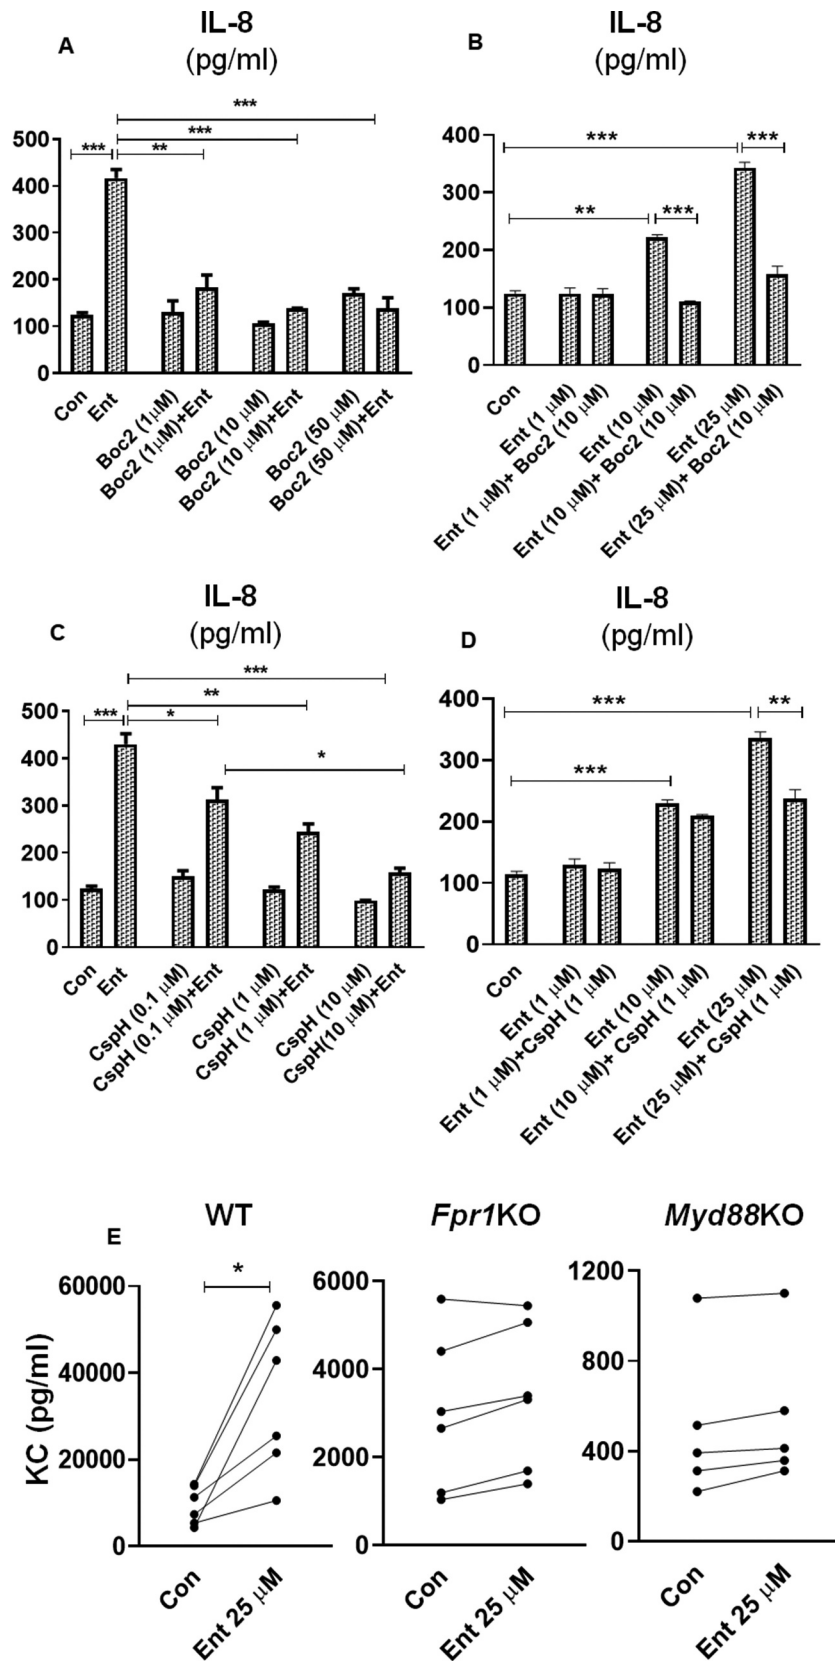 A
IL-8
(pg/ml)
***
***
***
**
500
400
300
200
100
0
Con
Ent
Boc2 (1μM)
Boc2 (1μM)+Ent
Boc2 (10 μM)
Boc2 (10 μM)+Ent
Boc2 (50 μM)
Boc2 (50 μM)+Ent
B
IL-8
(pg/ml)
***
***
**
***
400
300
200
100
0
Con
Ent (1 μM)
Ent (1 μM)+ Boc2 (10 μM)
Ent (10 μM)
Ent (10 μM)+ Boc2 (10 μM)
Ent (25 μM)
Ent (25 μM)+ Boc2 (10 μM)
C
IL-8
(pg/ml)
***
**
***
*
*
500
400
300
200
100
0
Con
Ent
CspH (0.1 μM)
CspH (0.1 μM)+Ent
CspH (1 μM)
CspH (1 μM)+Ent
CspH (10 μM)
CspH(10 μM)+Ent
D
IL-8
(pg/ml)
***
**
***
400
300
200
100
0
Con
Ent (1 μM)
Ent (1 μM)+CspH (1 μM)
Ent (10 μM)
Ent (10 μM)+ CspH (1 μM)
Ent (25 μM)
Ent (25 μM)+ CspH (1 μM)
E
WT
*
KC (pg/ml)
60000
40000
20000
0
Con
Ent 25 μM
Fpr1KO
6000
4000
2000
0
Con
Ent 25 μM
Myd88KO
1200
800
400
0
Con
Ent 25 μM